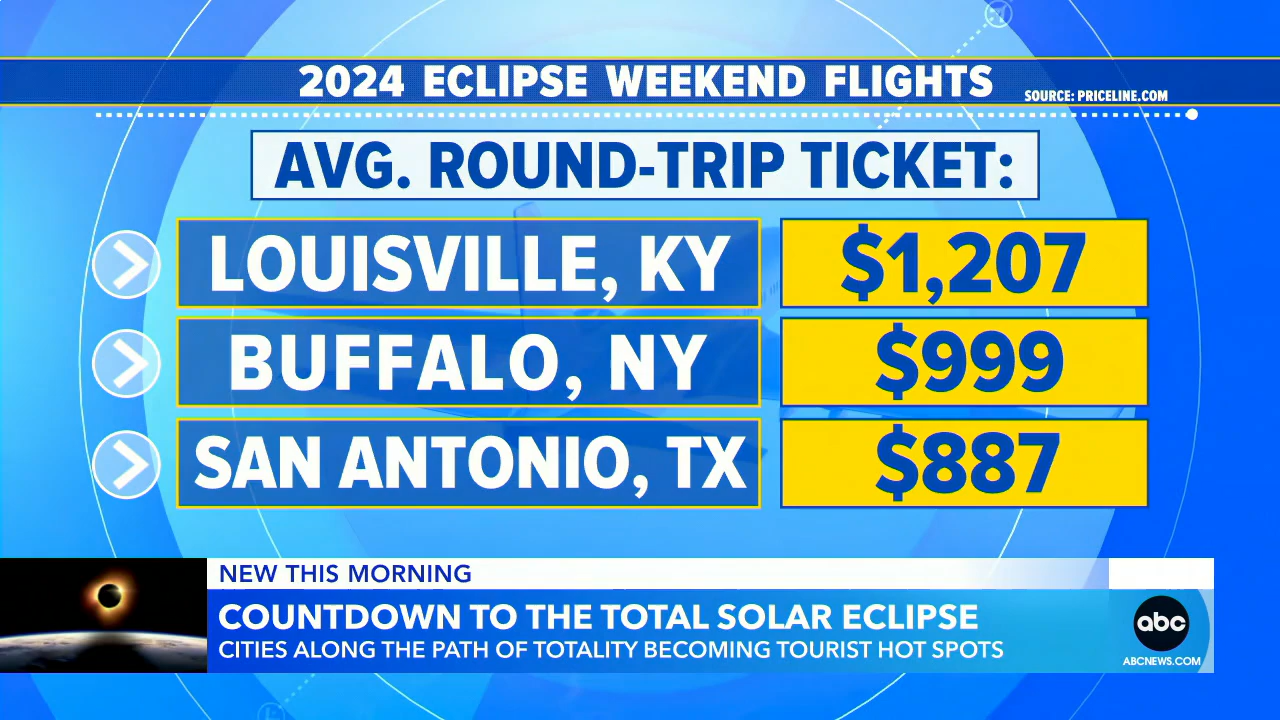 2024 ECLIPSE WEEKEND FLIGHTS
SOURCE: PRICELINE.COM
AVG. ROUND-TRIP TICKET:
LOUISVILLE, KY $1,207
BUFFALO, NY $999
SAN ANTONIO, TX $887
NEW THIS MORNING
COUNTDOWN TO THE TOTAL SOLAR ECLIPSE
CITIES ALONG THE PATH OF TOTALITY BECOMING TOURIST HOT SPOTS
abc
ABCNEWS.COM